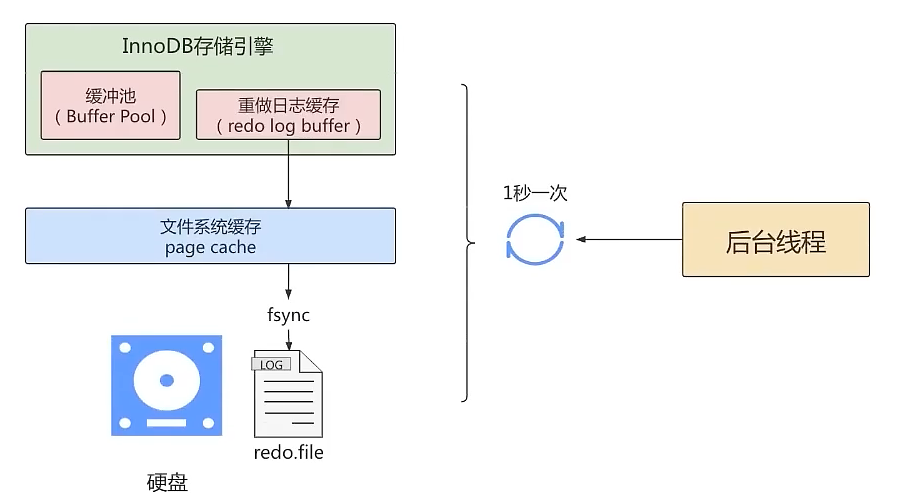 InnoDB存储引擎
缓冲池
（Buffer Pool）
重做日志缓存
（redo log buffer）
文件系统缓存
page cache
fsync
LOG
redo.file
硬盘
1秒一次
后台线程